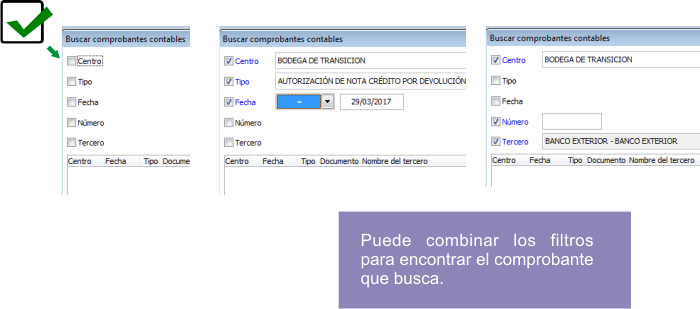 Buscar comprobantes contables
Centro
Tipo
Fecha
Número
Tercero
Centro Fecha Tipo Docume
Buscar comprobantes contables
Centro BODEGA DE TRANSICION
Tipo AUTORIZACIÓN DE NOTA CRÉDITO POR DEVOLUCIÓN
Fecha = 29/03/2017
Número
Tercero
Centro Fecha Tipo Documento Nombre del tercero
Buscar comprobantes contables
Centro BODEGA DE TRANSICION
Tipo
Fecha
Número
Tercero BANCO EXTERIOR - BANCO EXTERIOR
Centro Fecha Tipo Documento Nombre del tercero
Puede combinar los filtros
para encontrar el comprobante
que busca.